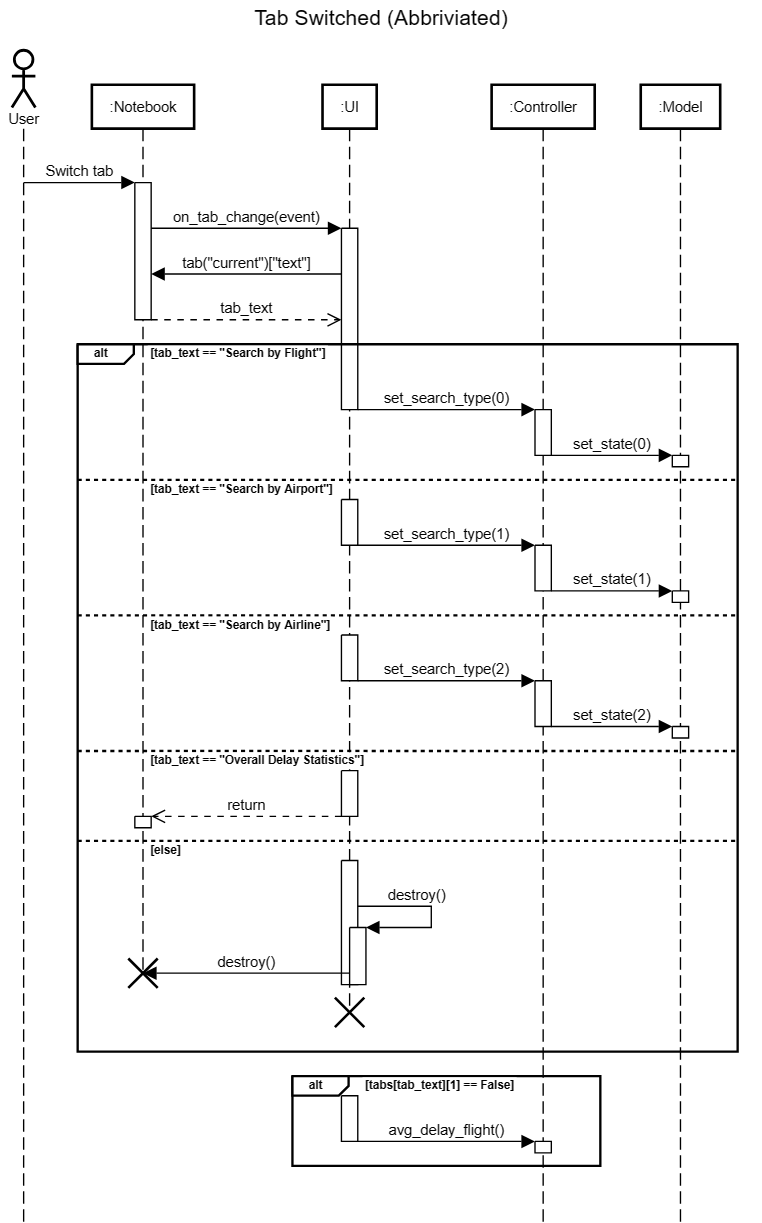 Tab Switched (Abbriviated)
User
:Notebook
:UI
:Controller
:Model
Switch tab
on_tab_change(event)
tab("current")["text"]
tab_text
alt
[tab_text == "Search by Flight"]
set_search_type(0)
set_state(0)
[tab_text == "Search by Airport"]
set_search_type(1)
set_state(1)
[tab_text == "Search by Airline"]
set_search_type(2)
set_state(2)
[tab_text == "Overall Delay Statistics"]
return
[else]
destroy()
destroy()
alt
[tabs[tab_text][1] == False]
avg_delay_flight()